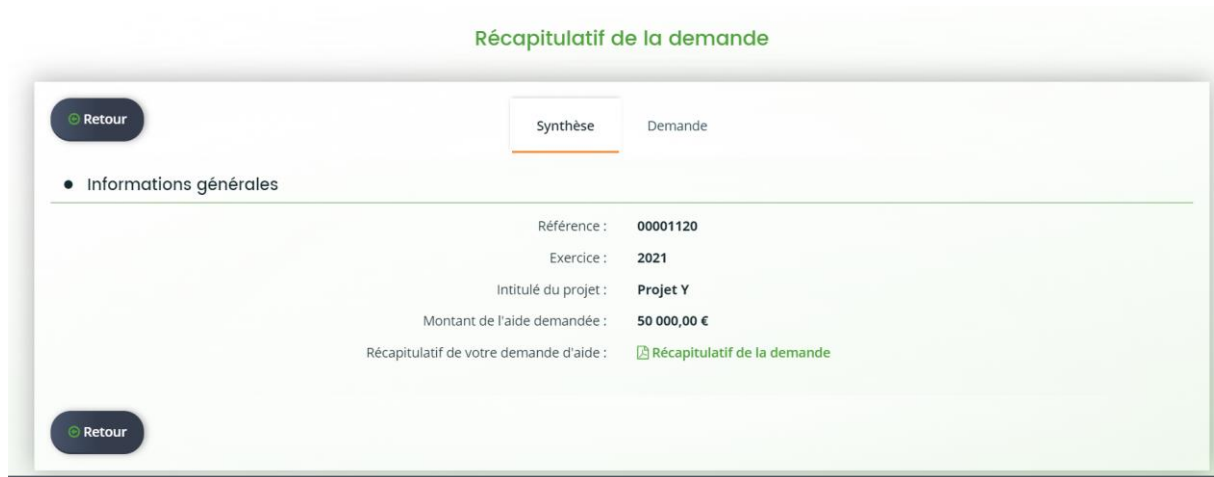 Récapitulatif de la demande
Retour
Synthèse Demande
Informations générales
Référence : 00001120
Exercice : 2021
Intitulé du projet : Projet Y
Montant de l'aide demandée : 50 000,00 €
Récapitulatif de votre demande d'aide : Récapitulatif de la demande
Retour